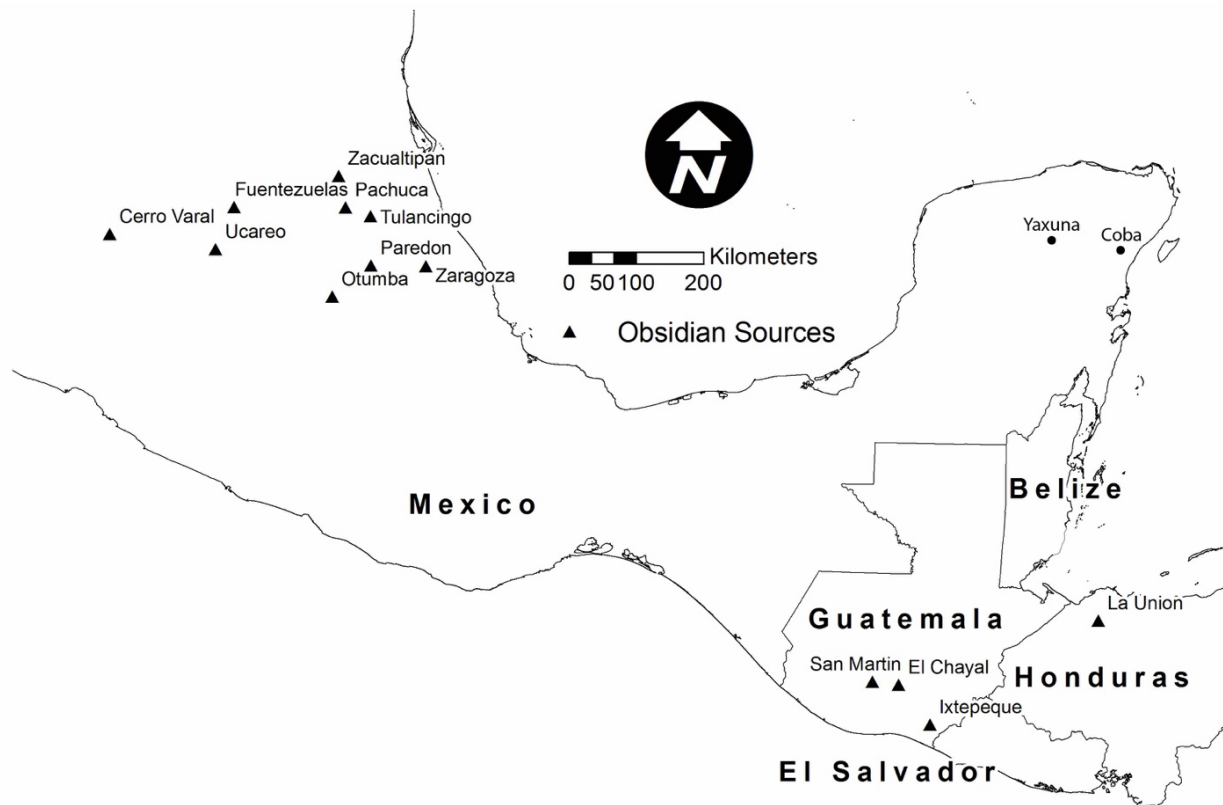 Zacualtipan
Fuentezuelas
Pachuca
Cerro Varal
Ucareo
Tulancingo
Paredon
Otumba
Zaragoza
N
Kilometers
0 50 100 200
Obsidian Sources
Yaxuna
Coba
Mexico
Belize
Guatemala
La Union
San Martin
El Chayal
Honduras
Ixtepeque
El Salvador